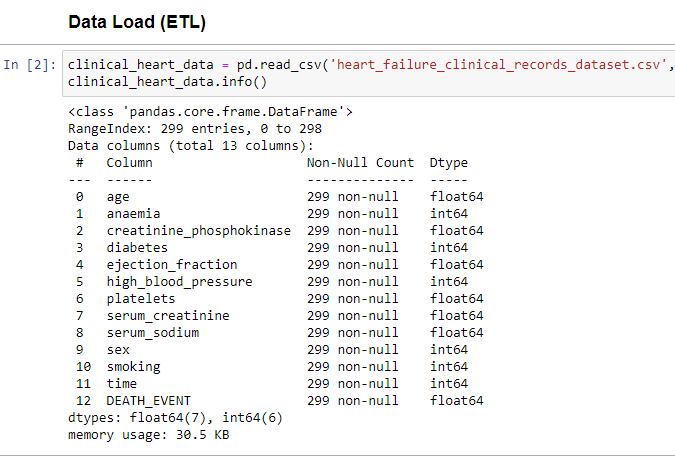 Data Load (ETL)
In [2]: clinical_heart_data = pd.read_csv('heart_failure_clinical_records_dataset.csv',
clinical_heart_data.info()
<class 'pandas.core.frame.DataFrame'>
RangeIndex: 299 entries, 0 to 298
Data columns (total 13 columns):
 #   Column                    Non-Null Count  Dtype
---  ------                    --------------  -----
 0   age                       299 non-null    float64
 1   anaemia                   299 non-null    int64
 2   creatinine_phosphokinase  299 non-null    float64
 3   diabetes                  299 non-null    int64
 4   ejection_fraction         299 non-null    float64
 5   high_blood_pressure       299 non-null    int64
 6   platelets                 299 non-null    float64
 7   serum_creatinine          299 non-null    float64
 8   serum_sodium              299 non-null    float64
 9   sex                       299 non-null    int64
 10  smoking                   299 non-null    int64
 11  time                      299 non-null    int64
 12  DEATH_EVENT               299 non-null    float64
dtypes: float64(7), int64(6)
memory usage: 30.5 KB